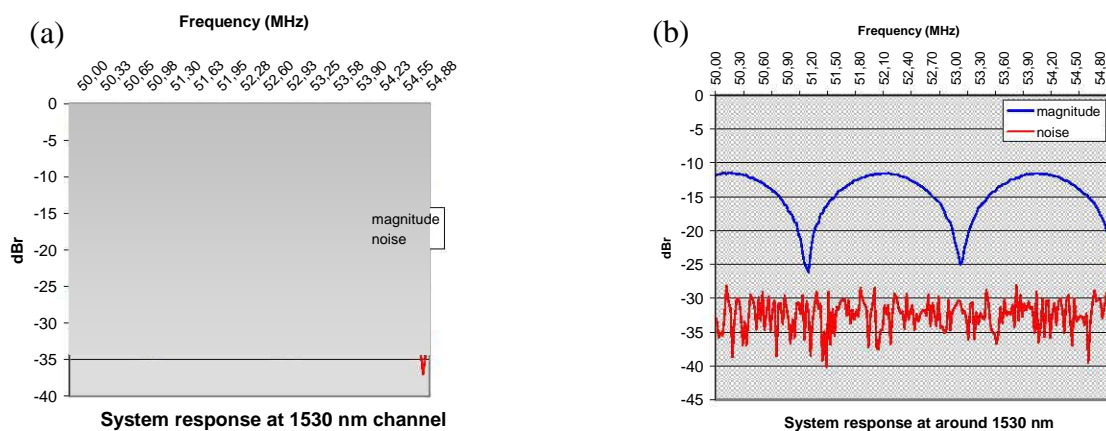 (a)
Frequency (MHz)
50,00 50,33 50,65 50,98 51,30 51,63 51,95 52,28 52,60 52,93 53,25 53,58 53,90 54,23 54,55 54,88
0
-5
-10
-15
-20
-25
-30
-35
-40
dBr
magnitude
noise
System response at 1530 nm channel
(b)
Frequency (MHz)
50,00 50,30 50,60 50,90 51,20 51,50 51,80 52,10 52,40 52,70 53,00 53,30 53,60 53,90 54,20 54,50 54,80
0
-5
-10
-15
-20
-25
-30
-35
-40
-45
dBr
magnitude
noise
System response at around 1530 nm